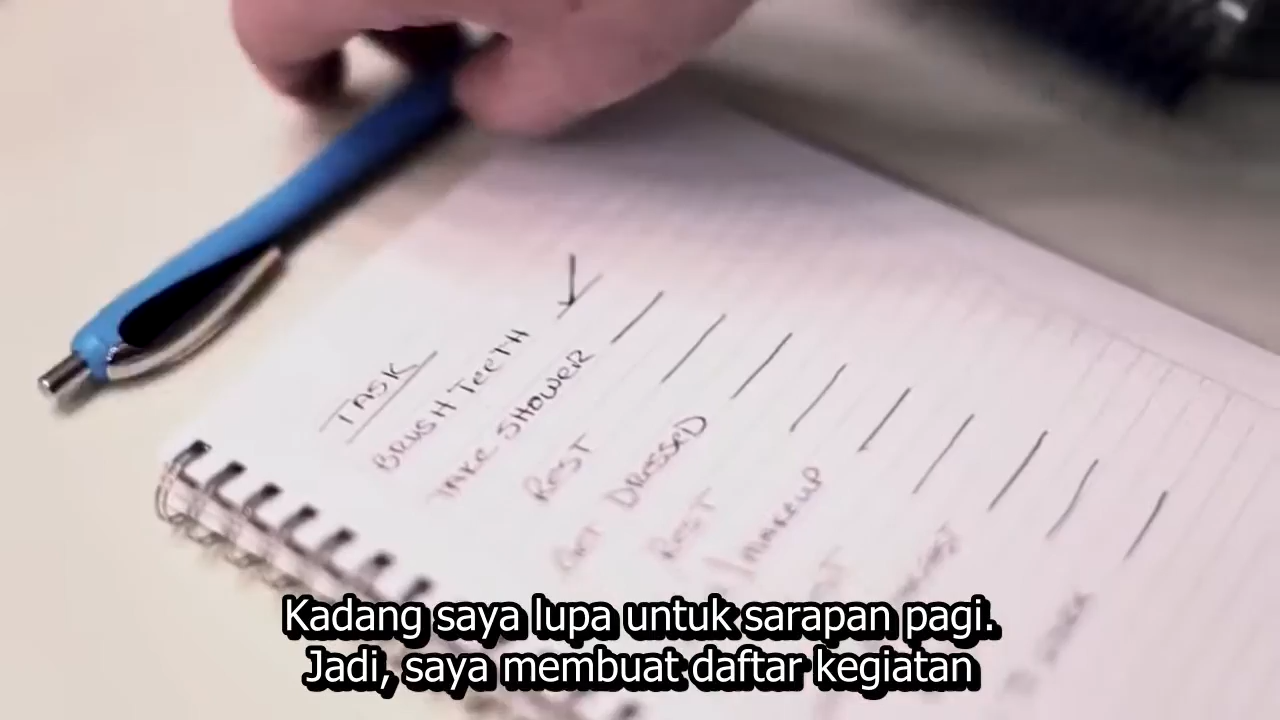 TASK
BRUSH TEETH
TAKE SHOWER
REST
GET DRESSED
REST
MAKEUP
Kadang saya lupa untuk sarapan pagi.
Jadi, saya membuat daftar kegiatan